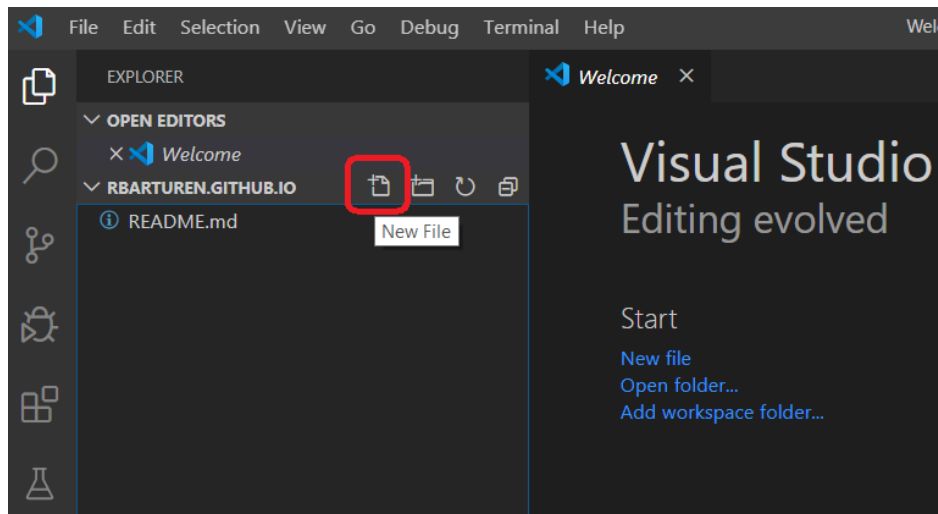 File Edit Selection View Go Debug Terminal Help
EXPLORER
OPEN EDITORS
Welcome
RBARTUREN.GITHUB.IO
README.md
New File
Welcome
Visual Studio
Editing evolved
Start
New file
Open folder...
Add workspace folder...